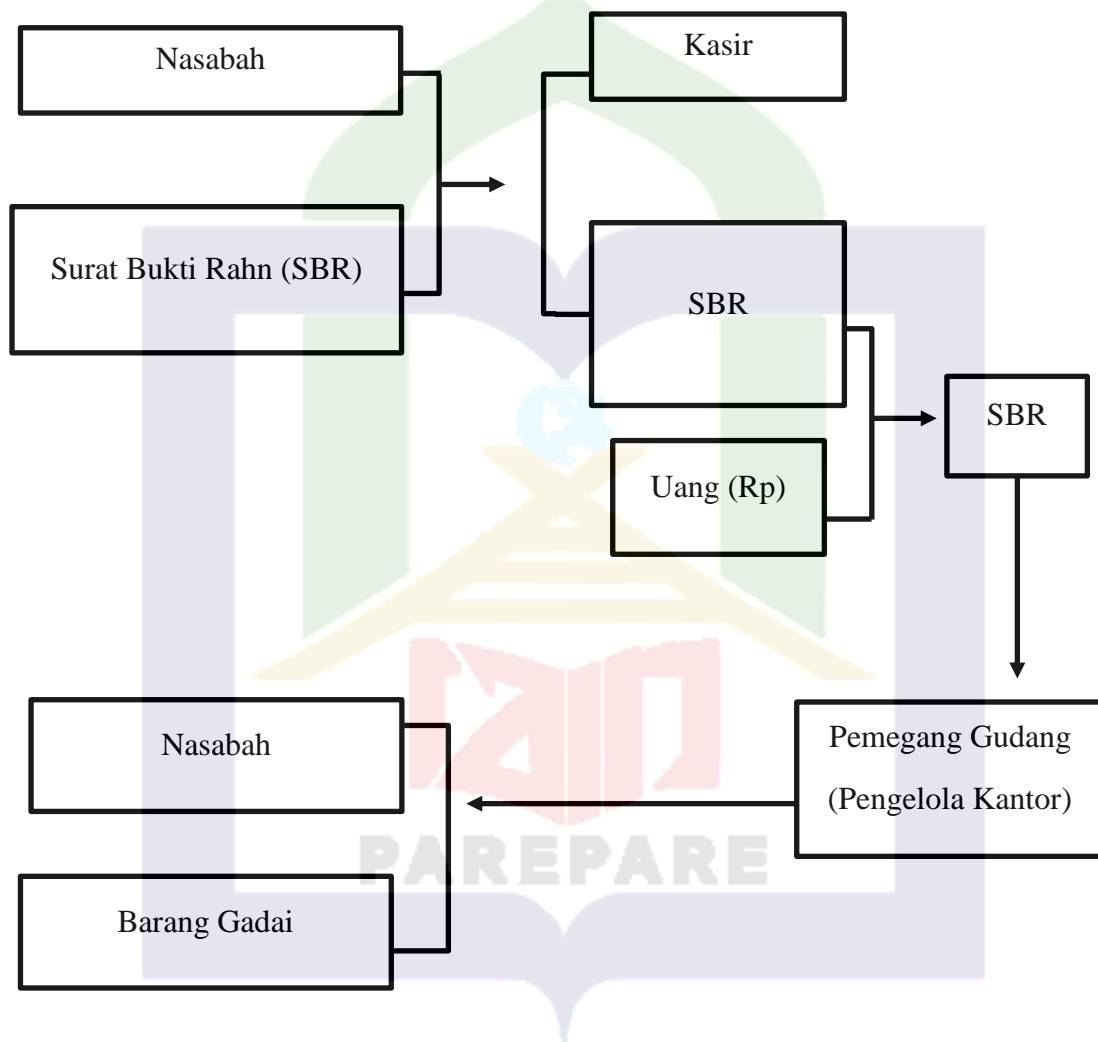 Nasabah
Kasir
Surat Bukti Rahn (SBR)
SBR
SBR
Uang (Rp)
Nasabah
Pemegang Gudang
(Pengelola Kantor)
PAREPARE
Barang Gadai